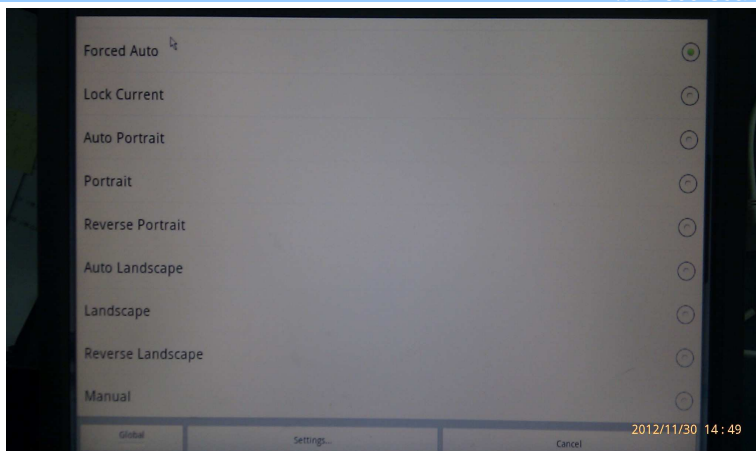 Forced Auto
Lock Current
Auto Portrait
Portrait
Reverse Portrait
Auto Landscape
Landscape
Reverse Landscape
Manual
Global Settings... Cancel
2012/11/30 14:49